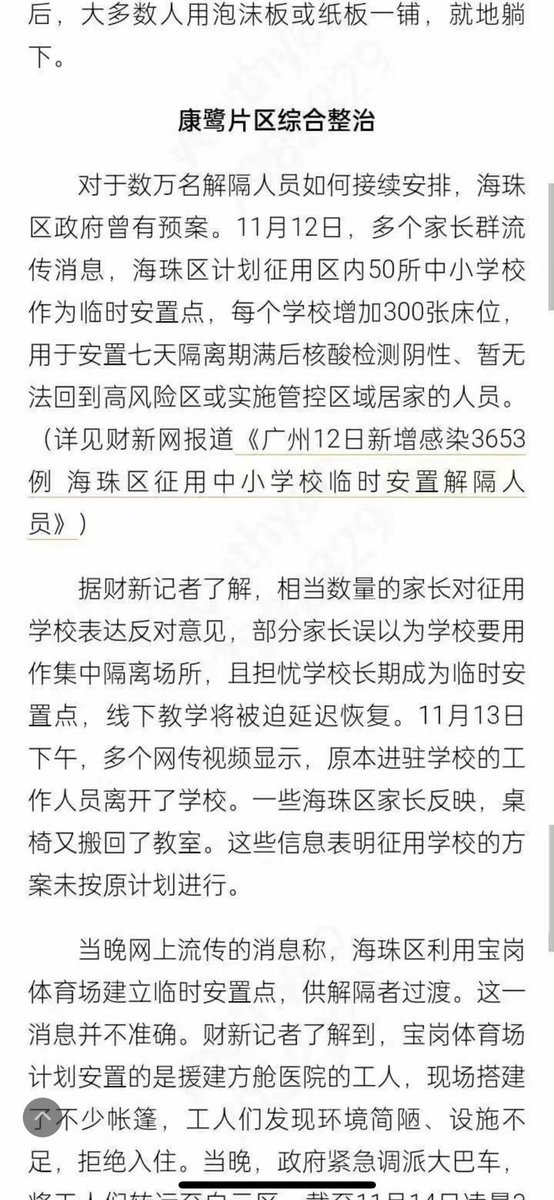 后，大多数人用泡沫板或纸板一铺，就地躺
下。
康鹭片区综合整治
对于数万名解隔人员如何接续安排，海珠
区政府曾有预案。11月12日，多个家长群流
传消息，海珠区计划征用区内50所中小学校
作为临时安置点，每个学校增加300张床位，
用于安置七天隔离期满后核酸检测阴性、暂无
法回到高风险区或实施管控区域居家的人员。
（详见财新网报道《广州12日新增感染3653
例 海珠区征用中小学校临时安置解隔人
员》）
据财新记者了解，相当数量的家长对征用
学校表达反对意见，部分家长误以为学校要用
作集中隔离场所，且担忧学校长期成为临时安
置点，线下教学将被迫延迟恢复。11月13日
下午，多个网传视频显示，原本进驻学校的工
作人员离开了学校。一些海珠区家长反映，桌
椅又搬回了教室。这些信息表明征用学校的方
案未按原计划进行。
当晚网上流传的消息称，海珠区利用宝岗
体育场建立临时安置点，供解隔者过渡。这一
消息并不准确。财新记者了解到，宝岗体育场
计划安置的是援建方舱医院的工人，现场搭建
了不少帐篷，工人们发现环境简陋、设施不
足，拒绝入住。当晚，政府紧急调派大巴车，